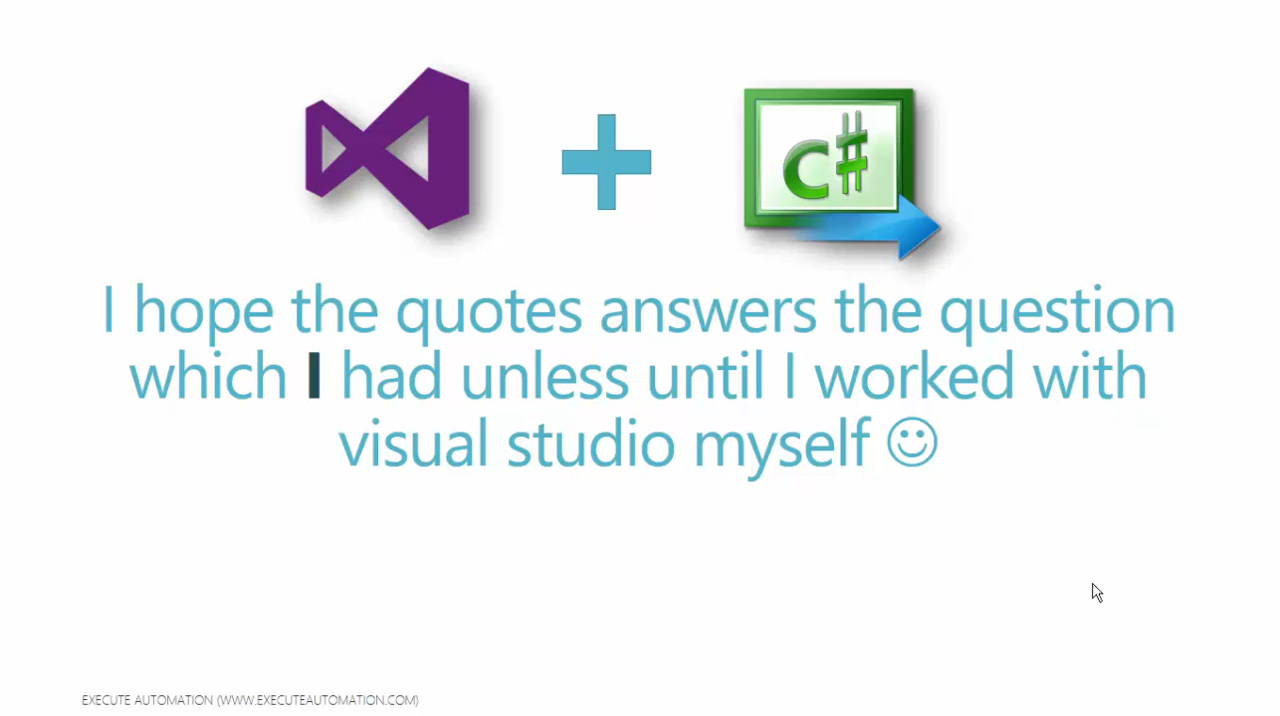 C#
I hope the quotes answers the question
which I had unless until I worked with
visual studio myself ☺
EXECUTE AUTOMATION (WWW.EXECUTEAUTOMATION.COM)